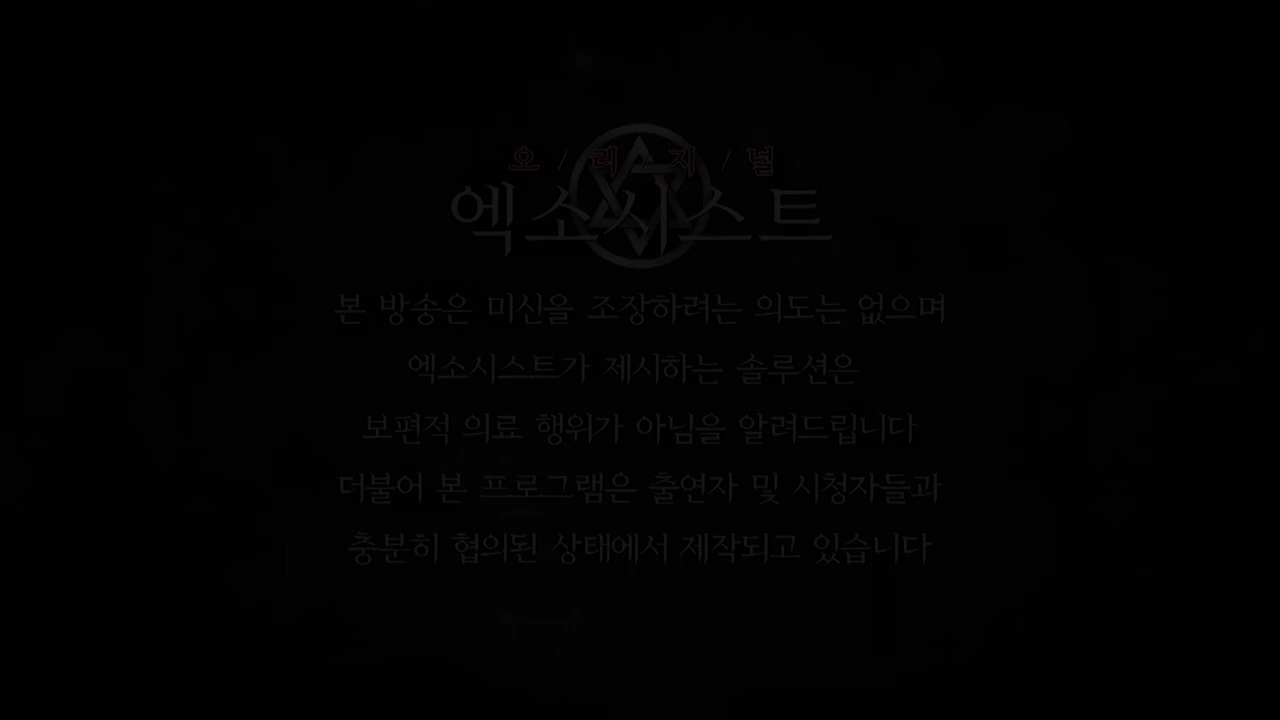 오 / 리 / 지 / 널
엑소시스트
본 방송은 미신을 조장하려는 의도는 없으며
엑소시스트가 제시하는 솔루션은
보편적 의료 행위가 아님을 알려드립니다
더불어 본 프로그램은 출연자 및 시청자들과
충분히 협의된 상태에서 제작되고 있습니다